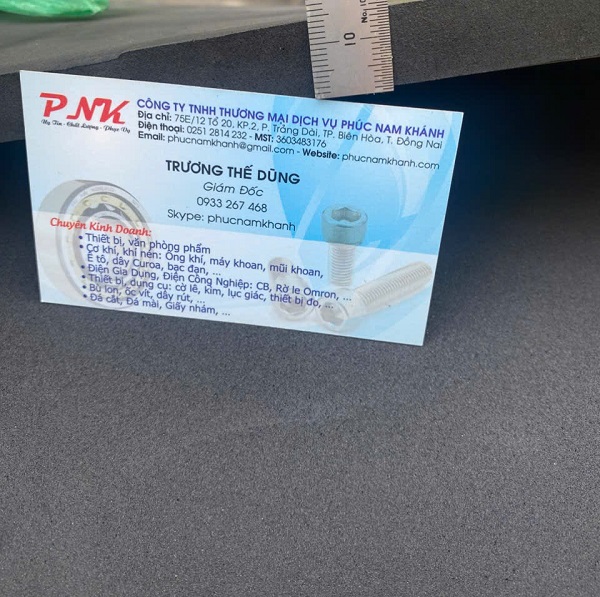 10
No.
PNK
Uy Tín - Chất Lượng - Phục Vụ
CÔNG TY TNHH THƯƠNG MẠI DỊCH VỤ PHÚC NAM KHÁNH
Địa chỉ: 75E/12 Tổ 20, KP.2, P. Trảng Dài, TP. Biên Hòa, T. Đồng Nai
Điện thoại: 0251 2814 232 - MST: 3603483176
Email: phucnamkhanh@gmail.com - Website: phucnamkhanh.com
TRƯƠNG THẾ DŨNG
Giám Đốc
0933 267 468
Skype: phucnamkhanh
Chuyên Kinh Doanh:
• Thiết bị, văn phòng phẩm
• Cơ khí, khí nén: Ống khí, máy khoan, mũi khoan,
Ê tô, dây Curoa, bạc đạn, ...
• Điện Gia Dụng, Điện Công Nghiệp: CB, Rờ le Omron, ...
• Thiết bị, dụng cụ: cờ lê, kìm, lục giác, thiết bị đo, ...
• Bù lon, ốc vít, dây rút, ...
• Đá cắt, Đá mài, Giấy nhám, ...